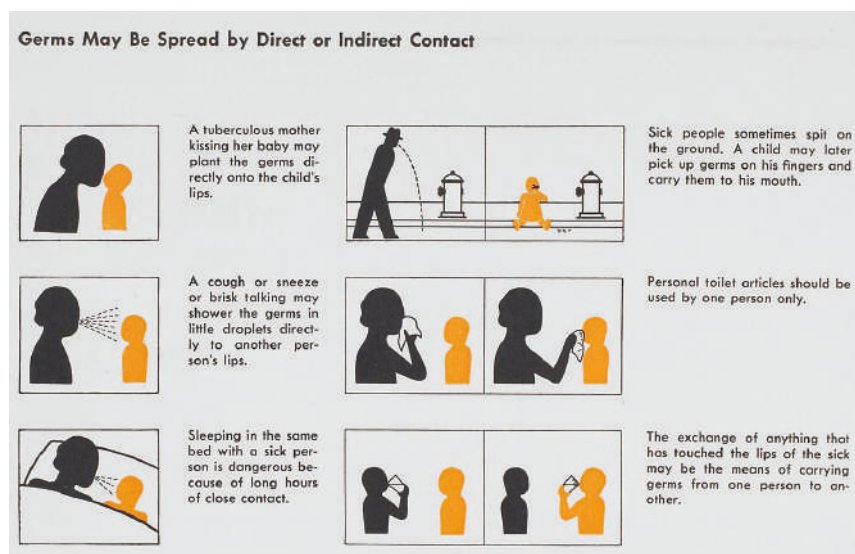 Germs May Be Spread by Direct or Indirect Contact
A tuberculous mother
kissing her baby may
plant the germs di-
rectly onto the child's
lips.
Sick people sometimes spit on
the ground. A child may later
pick up germs on his fingers and
carry them to his mouth.
A cough or sneeze
or brisk talking may
shower the germs in
little droplets direct-
ly to another per-
son's lips.
Personal toilet articles should be
used by one person only.
Sleeping in the same
bed with a sick per-
son is dangerous be-
cause of long hours
of close contact.
The exchange of anything that
has touched the lips of the sick
may be the means of carrying
germs from one person to an-
other.